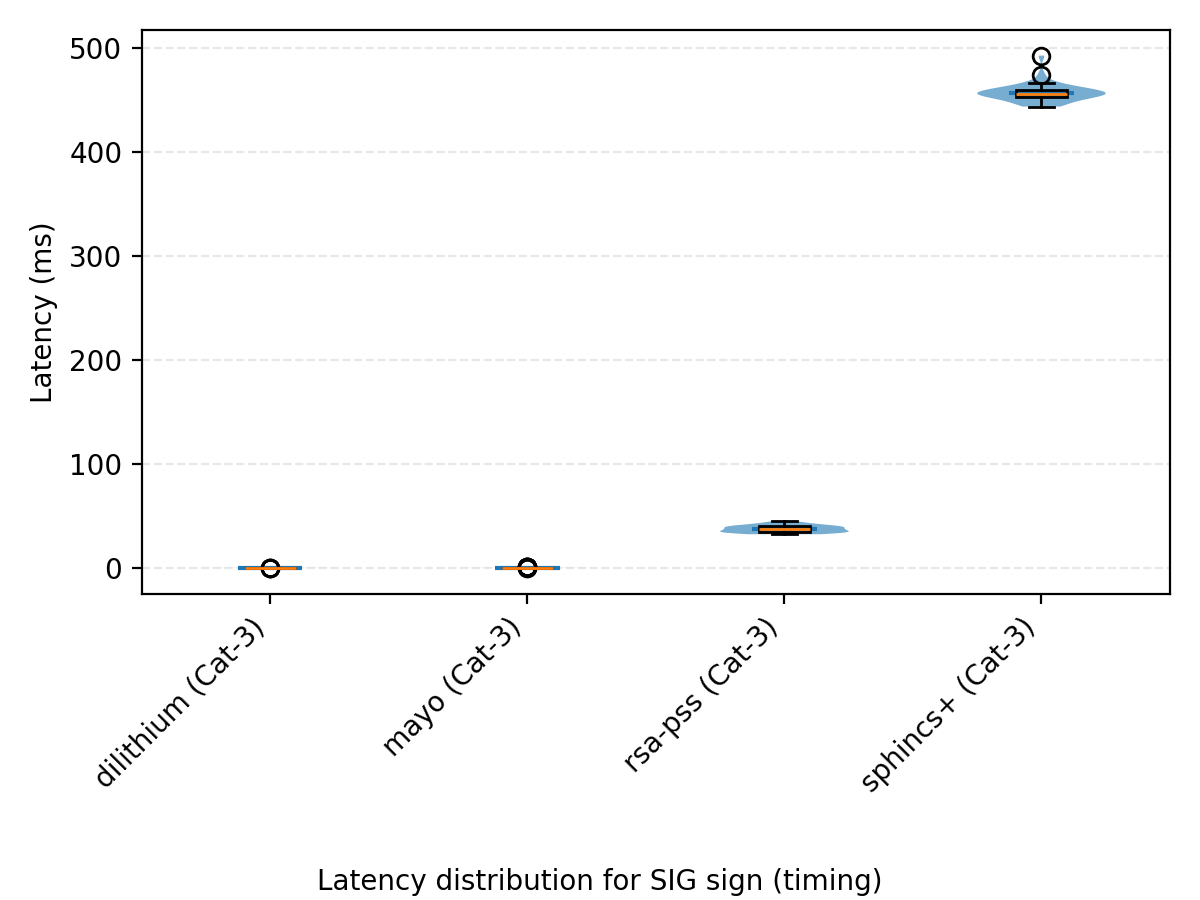 500
400
300
200
100
0
Latency (ms)
dilithium (Cat-3)
mayo (Cat-3)
rsa-pss (Cat-3)
sphincs+ (Cat-3)
Latency distribution for SIG sign (timing)